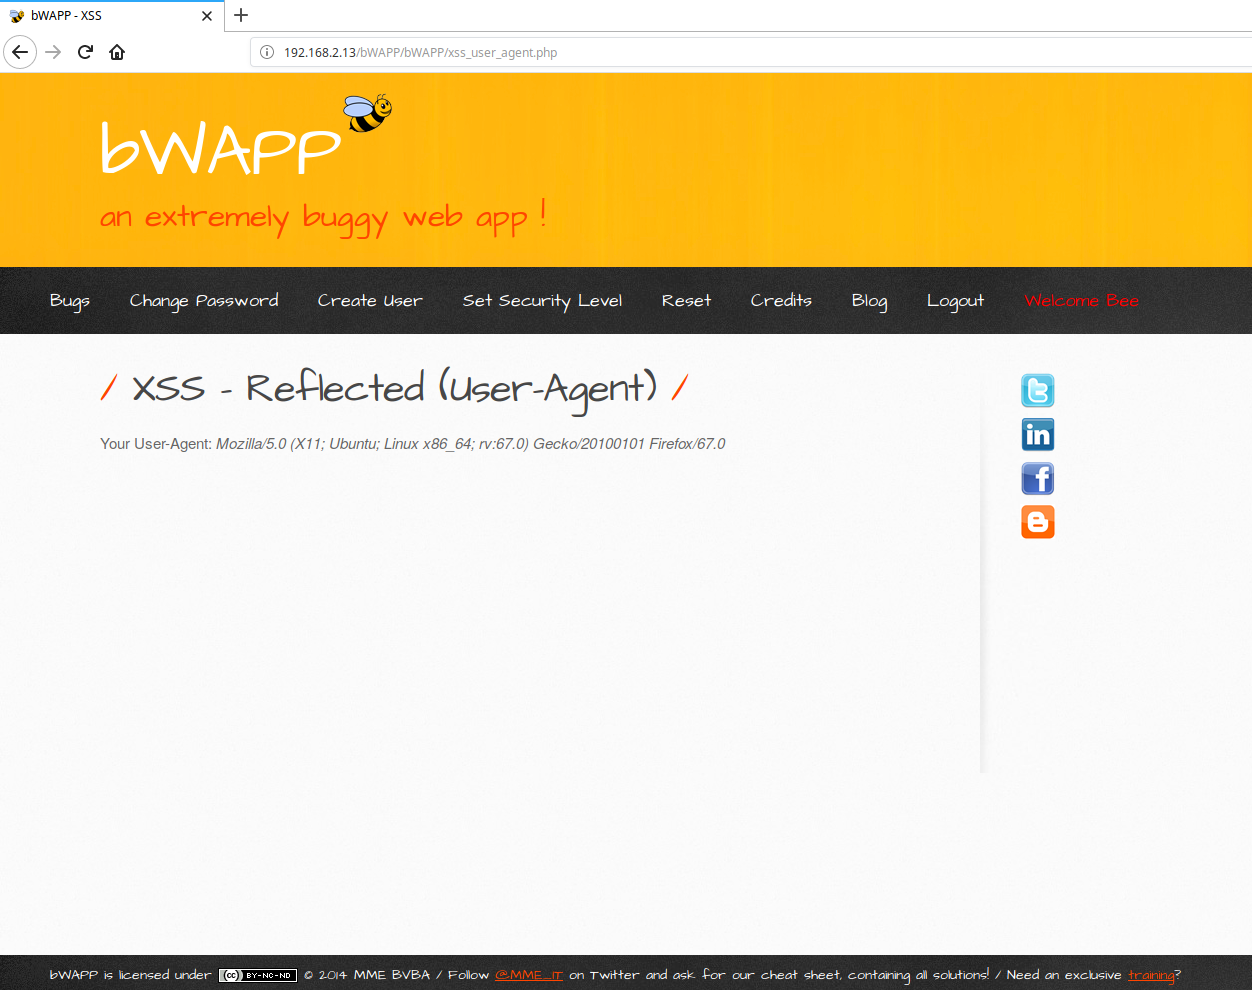 bWAPP - XSS
192.168.2.13/bWAPP/bWAPP/xss_user_agent.php
bWAPP
an extremely buggy web app !
Bugs Change Password Create User Set Security Level Reset Credits Blog Logout Welcome Bee
/ XSS - Reflected (User-Agent) /
Your User-Agent: Mozilla/5.0 (X11; Ubuntu; Linux x86_64; rv:67.0) Gecko/20100101 Firefox/67.0
bWAPP is licensed under (cc) BY-NC-ND © 2014 MME BVBA / Follow @MME_IT on Twitter and ask for our cheat sheet, containing all solutions! / Need an exclusive training?